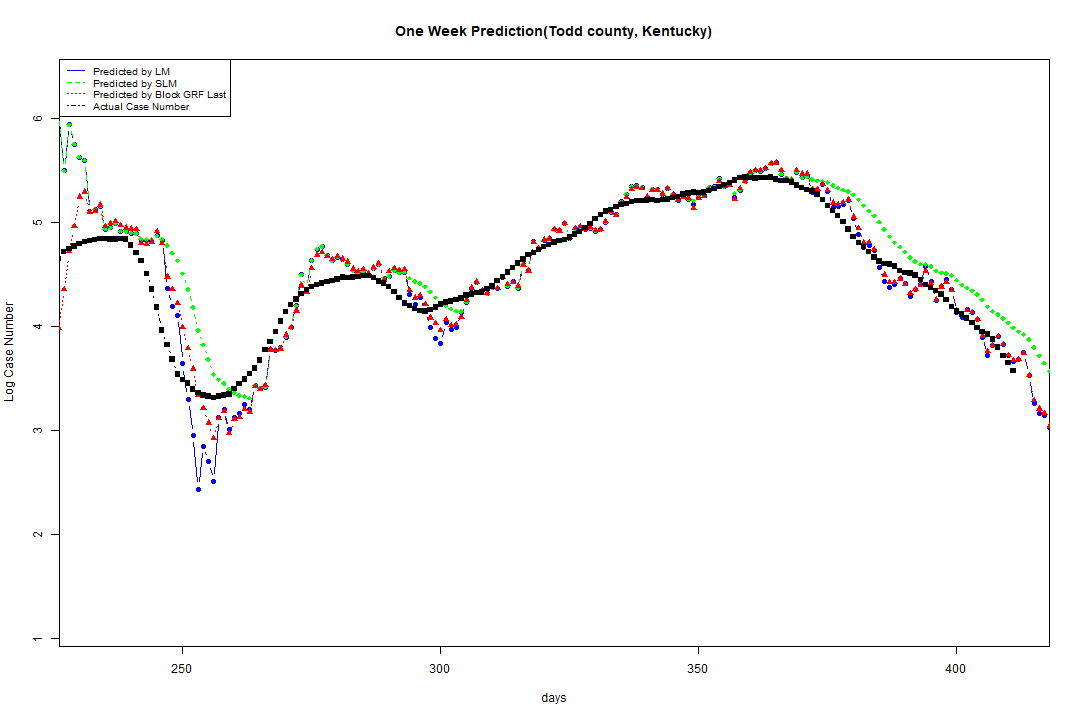 One Week Prediction(Todd county, Kentucky)
Predicted by LM
Predicted by SLM
Predicted by Block GRF Last
Actual Case Number
Log Case Number
6
5
4
3
2
1
250 300 350 400
days